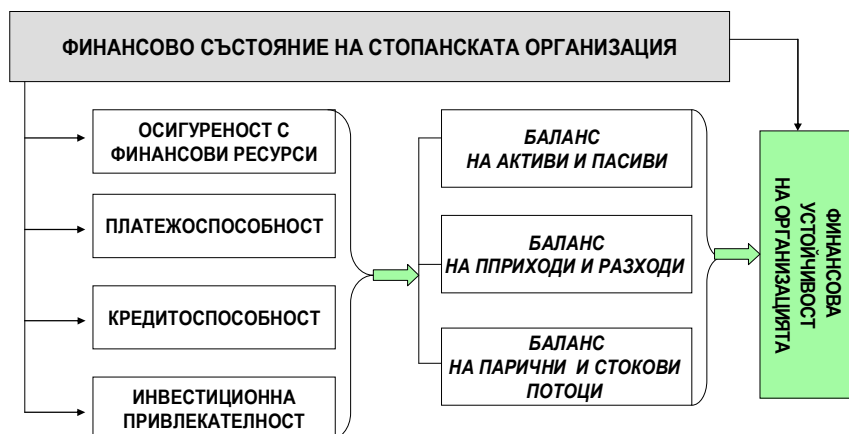 ФИНАНСОВО СЪСТОЯНИЕ НА СТОПАНСКАТА ОРГАНИЗАЦИЯ
ОСИГУРЕНОСТ С
ФИНАНСОВИ РЕСУРСИ
ПЛАТЕЖОСПОСОБНОСТ
КРЕДИТОСПОСОБНОСТ
ИНВЕСТИЦИОННА
ПРИВЛЕКАТЕЛНОСТ
БАЛАНС
НА АКТИВИ И ПАСИВИ
БАЛАНС
НА ППРИХОДИ И РАЗХОДИ
БАЛАНС
НА ПАРИЧНИ И СТОКОВИ
ПОТОЦИ
ФИНАНСОВА
УСТОЙЧИВОСТ
НА ОРГАНИЗАЦИЯТА